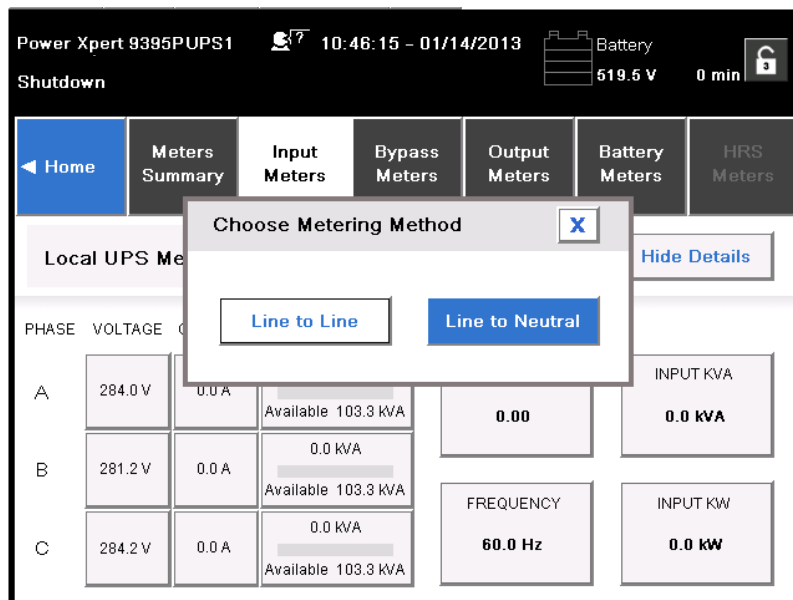 Power Xpert 9395PUPS1 ? 10:46:15 - 01/14/2013 Battery
Shutdown 519.5 V 0 min 3
◀ Home
Meters Summary
Input Meters
Bypass Meters
Output Meters
Battery Meters
HRS Meters
Choose Metering Method X
Local UPS Me Hide Details
Line to Line Line to Neutral
PHASE VOLTAGE
INPUT KVA
A 284.0 V 0.0 A Available 103.3 kVA 0.00 0.0 kVA
B 281.2 V 0.0 A 0.0 kVA
Available 103.3 kVA
FREQUENCY INPUT KW
C 284.2 V 0.0 A 0.0 kVA 60.0 Hz 0.0 kW
Available 103.3 kVA